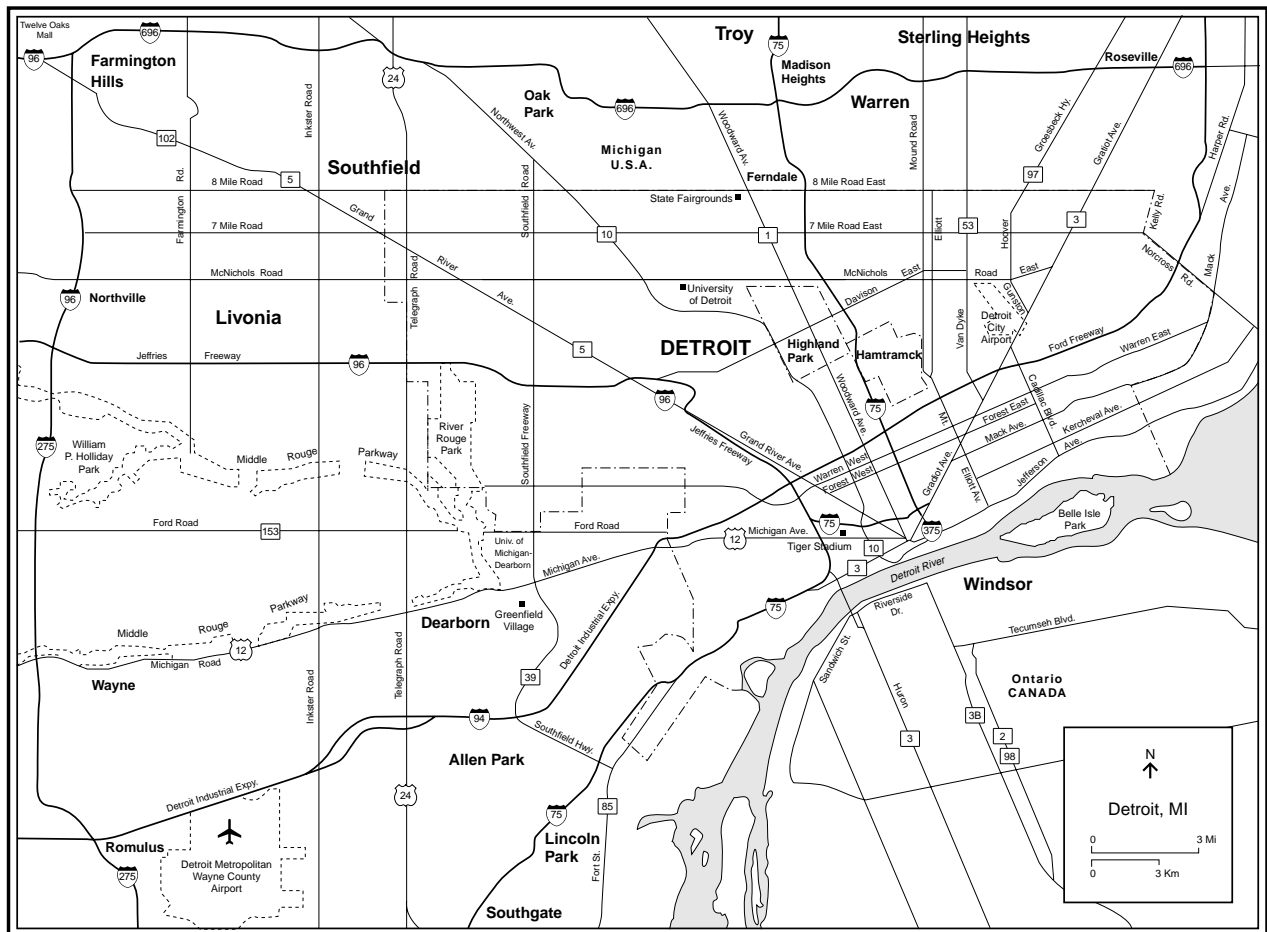 Twelve Oaks
Mall
696
96
Farmington
Hills
24
Troy
75
Madison
Heights
Sterling Heights
Roseville
696
Oak
Park
696
Warren
Inkster Road
Northwest Av.
Woodward Av.
Mound Road
Groesbeck Hy.
Gratiot Ave.
Harper Rd.
102
Michigan
U.S.A.
Southfield
5
Ferndale
97
Farmington Rd.
8 Mile Road
8 Mile Road East
Southfield Road
State Fairgrounds
Kelly Rd.
Mack Ave.
Grand River Ave.
7 Mile Road
10
1
7 Mile Road East
Elliott
53
Hoover
3
Norcross Rd.
McNichols Road
Telegraph Road
McNichols
East
Road
East
96
Northville
University
of Detroit
Davison
Gunston
Livonia
Van Dyke
Detroit
City
Airport
DETROIT
Highland
Park
Hamtramck
Ford Freeway
Warren East
5
Jeffries
Freeway
96
96
Woodward Ave.
75
Cadillac Blvd.
Forest East
Kercheval Ave.
Mack Ave.
Mt.
Elliott Av.
Jefferson Ave.
275
William
P. Holliday
Park
River
Rouge
Park
Southfield Freeway
Jeffries Freeway
Grand River Ave.
Middle
Rouge
Parkway
Warren West
Forest West
Gradiot Ave.
Ford Road
153
Ford Road
Michigan Ave.
12
75
375
Belle Isle
Park
Tiger Stadium
10
Univ. of
Michigan-
Dearborn
Michigan Ave.
3
Detroit River
Windsor
75
Riverside
Dr.
Parkway
Rouge
Middle
Greenfield
Village
Dearborn
Detroit Industrial Expy.
Tecumseh Blvd.
12
Michigan
Road
Wayne
Telegraph Road
Sandwich St.
39
Ontario
CANADA
Inkster Road
Huron
94
Southfield Hwy.
3B
3
2
98
Allen Park
N
Detroit Industrial Expy.
24
75
85
Detroit, MI
0
3 Mi
0
3 Km
Romulus
Lincoln
Park
Detroit Metropolitan
Wayne County
Airport
275
Fort St.
Southgate